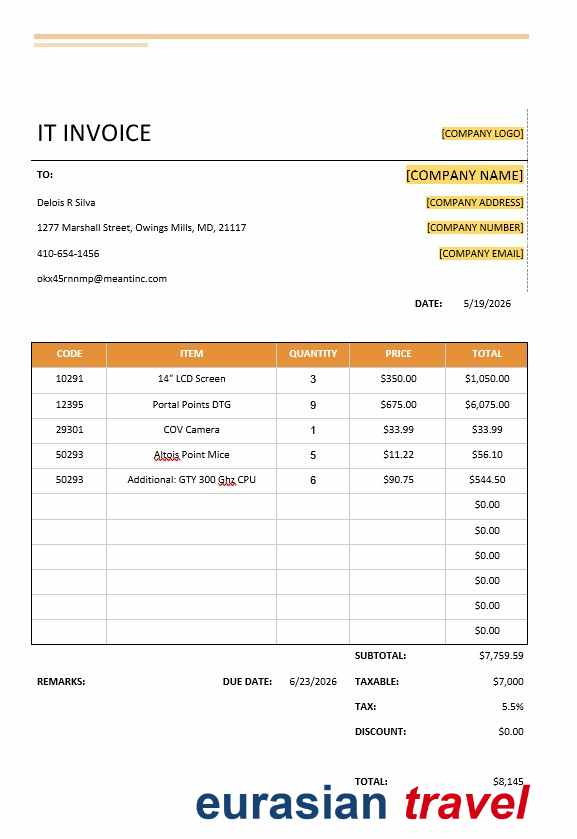 IT INVOICE [COMPANY LOGO]
TO: [COMPANY NAME]
Delois R Silva [COMPANY ADDRESS]
1277 Marshall Street, Owings Mills, MD, 21117 [COMPANY NUMBER]
410-654-1456 [COMPANY EMAIL]
okx45rnnmp@meantinc.com
DATE: 5/19/2026
CODE ITEM QUANTITY PRICE TOTAL
10291 14" LCD Screen 3 $350.00 $1,050.00
12395 Portal Points DTG 9 $675.00 $6,075.00
29301 COV Camera 1 $33.99 $33.99
50293 Altois Point Mice 5 $11.22 $56.10
50293 Additional: GTY 300 Ghz CPU 6 $90.75 $544.50
$0.00
$0.00
$0.00
$0.00
$0.00
$0.00
SUBTOTAL: $7,759.59
REMARKS: DUE DATE: 6/23/2026 TAXABLE: $7,000
TAX: 5.5%
DISCOUNT: $0.00
TOTAL: $8,145
eurasian travel